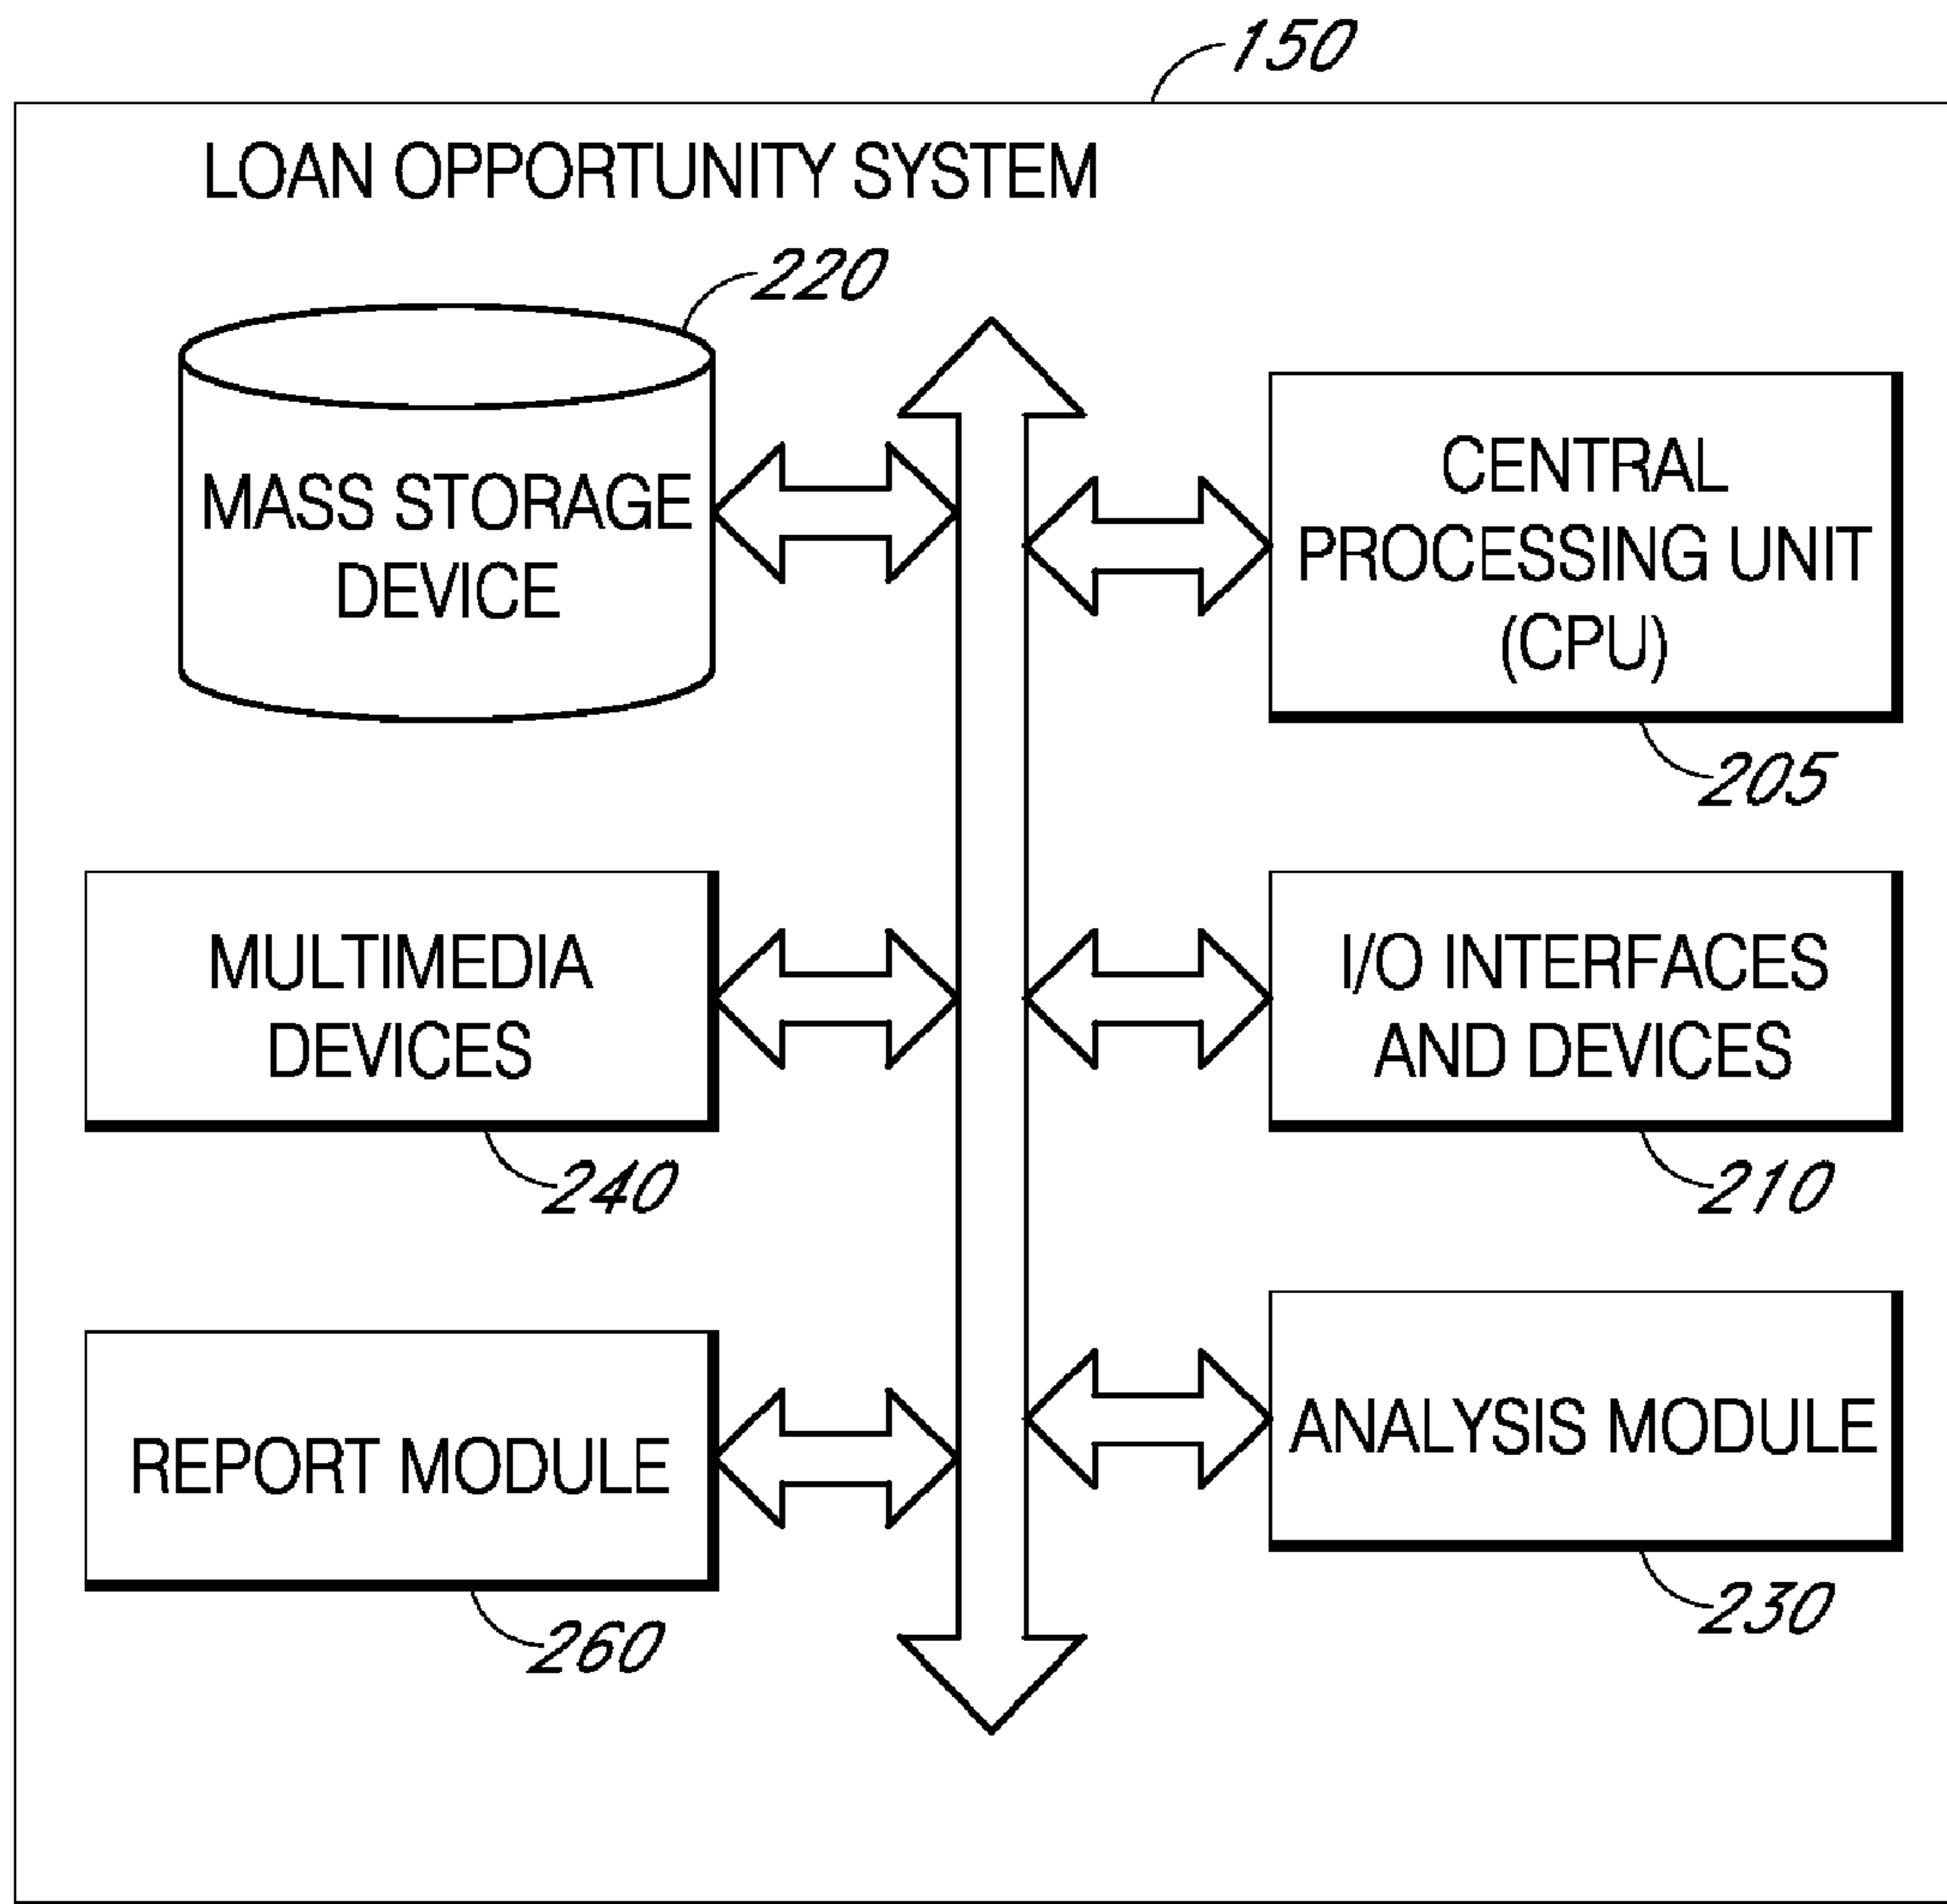 150
LOAN OPPORTUNITY SYSTEM
220
MASS STORAGE
DEVICE
CENTRAL
PROCESSING UNIT
(CPU)
205
MULTIMEDIA
DEVICES
240
I/O INTERFACES
AND DEVICES
210
REPORT MODULE
260
ANALYSIS MODULE
230